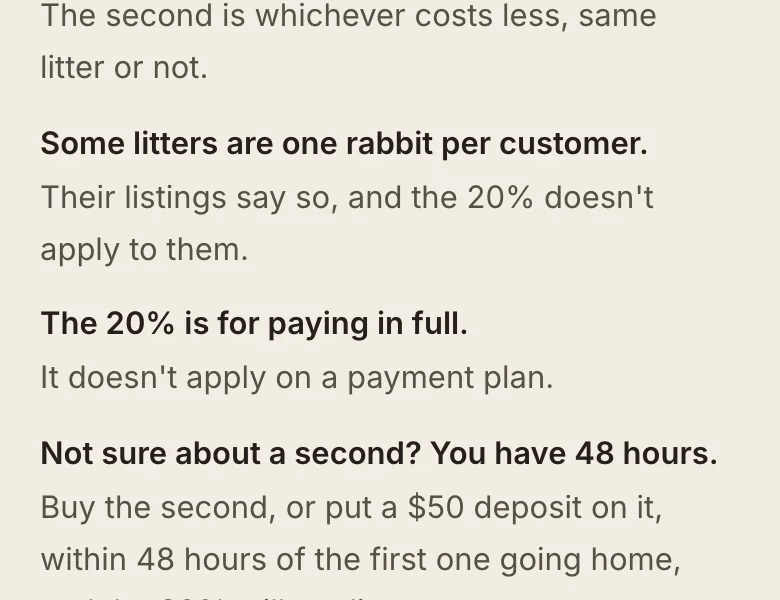 The second is whichever costs less, same
litter or not.
Some litters are one rabbit per customer.
Their listings say so, and the 20% doesn't
apply to them.
The 20% is for paying in full.
It doesn't apply on a payment plan.
Not sure about a second? You have 48 hours.
Buy the second, or put a $50 deposit on it,
within 48 hours of the first one going home,